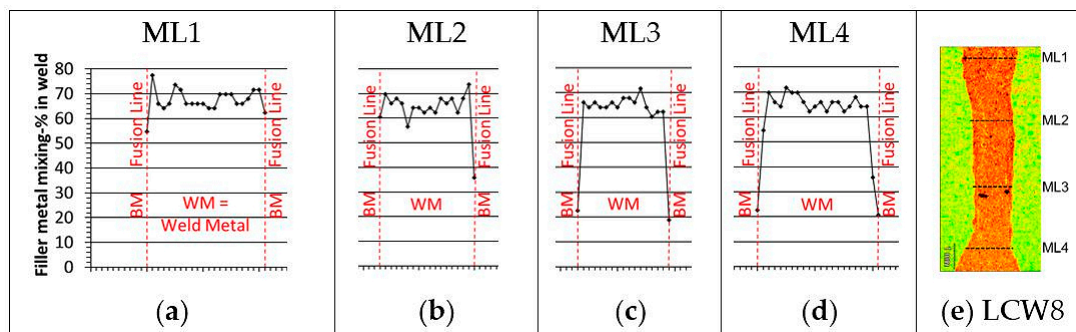 ML1
ML2
ML3
ML4
Filler metal mixing-% in weld
80
70
60
50
40
30
20
10
0
BM
Fusion Line
WM =
Weld Metal
BM
Fusion Line
BM
Fusion Line
WM
BM
Fusion Line
BM
Fusion Line
WM
BM
Fusion Line
BM
Fusion Line
WM
BM
Fusion Line
ML1
ML2
ML3
ML4
(a)
(b)
(c)
(d)
(e) LCW8